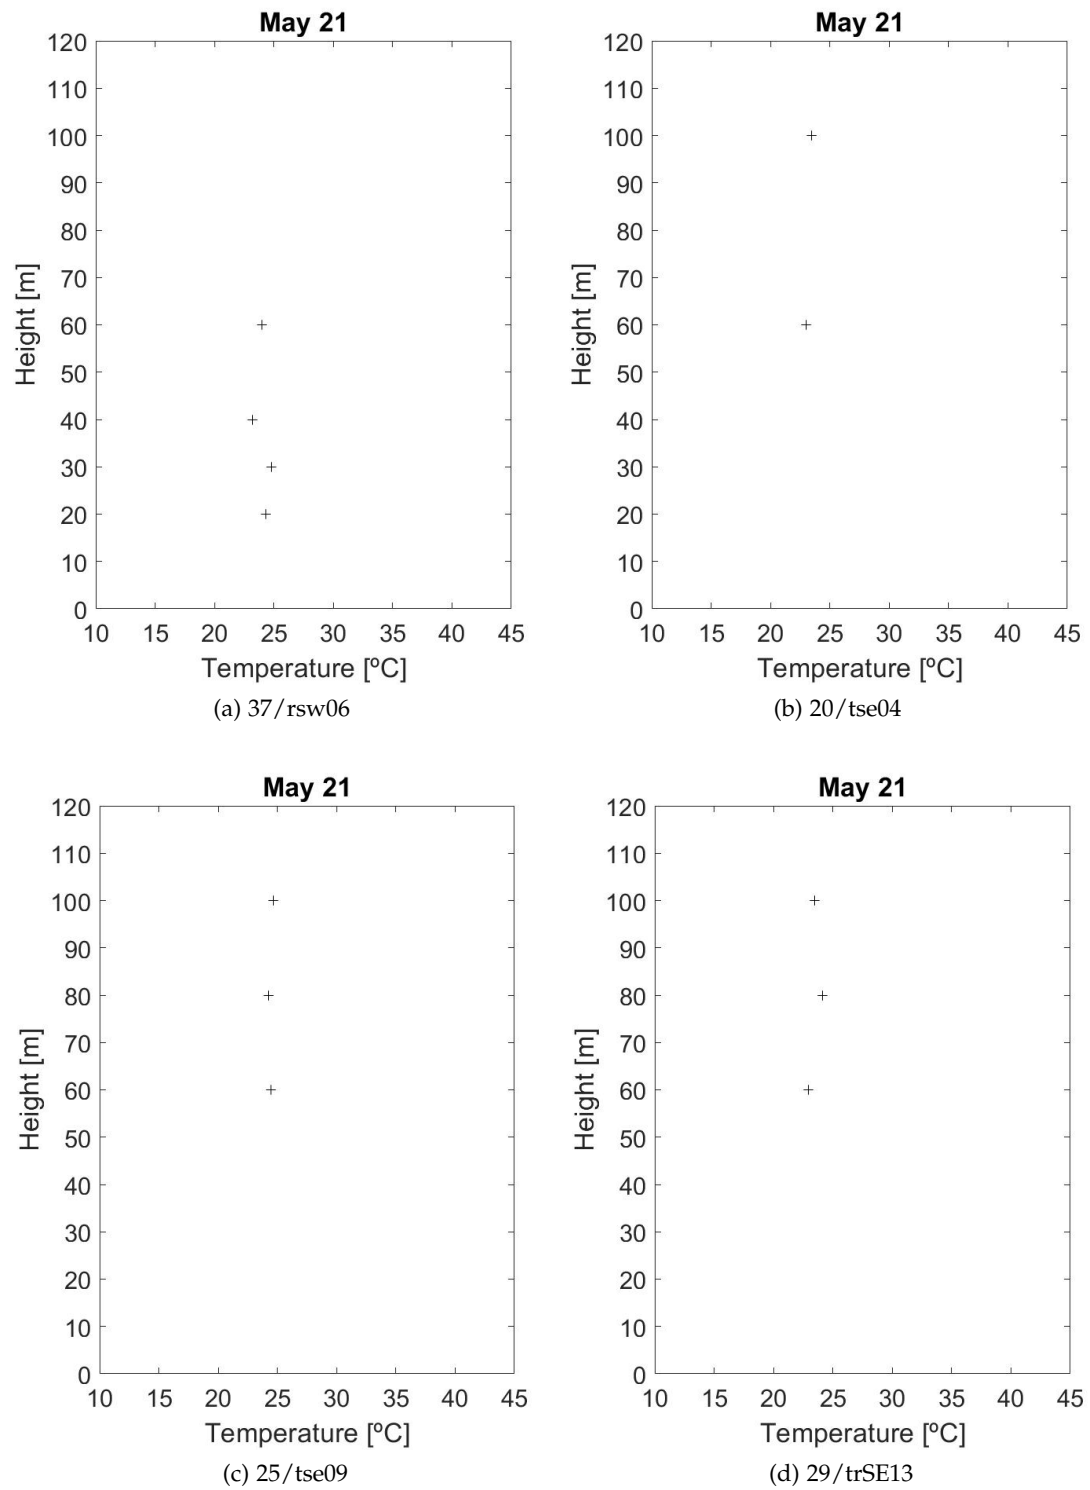 May 21
120
110
100
90
80
70
60
50
40
30
20
10
0
Height [m]
10 15 20 25 30 35 40 45
Temperature [ºC]
(a) 37/rsw06
May 21
120
110
100
90
80
70
60
50
40
30
20
10
0
Height [m]
10 15 20 25 30 35 40 45
Temperature [ºC]
(b) 20/tse04
May 21
120
110
100
90
80
70
60
50
40
30
20
10
0
Height [m]
10 15 20 25 30 35 40 45
Temperature [ºC]
(c) 25/tse09
May 21
120
110
100
90
80
70
60
50
40
30
20
10
0
Height [m]
10 15 20 25 30 35 40 45
Temperature [ºC]
(d) 29/trSE13